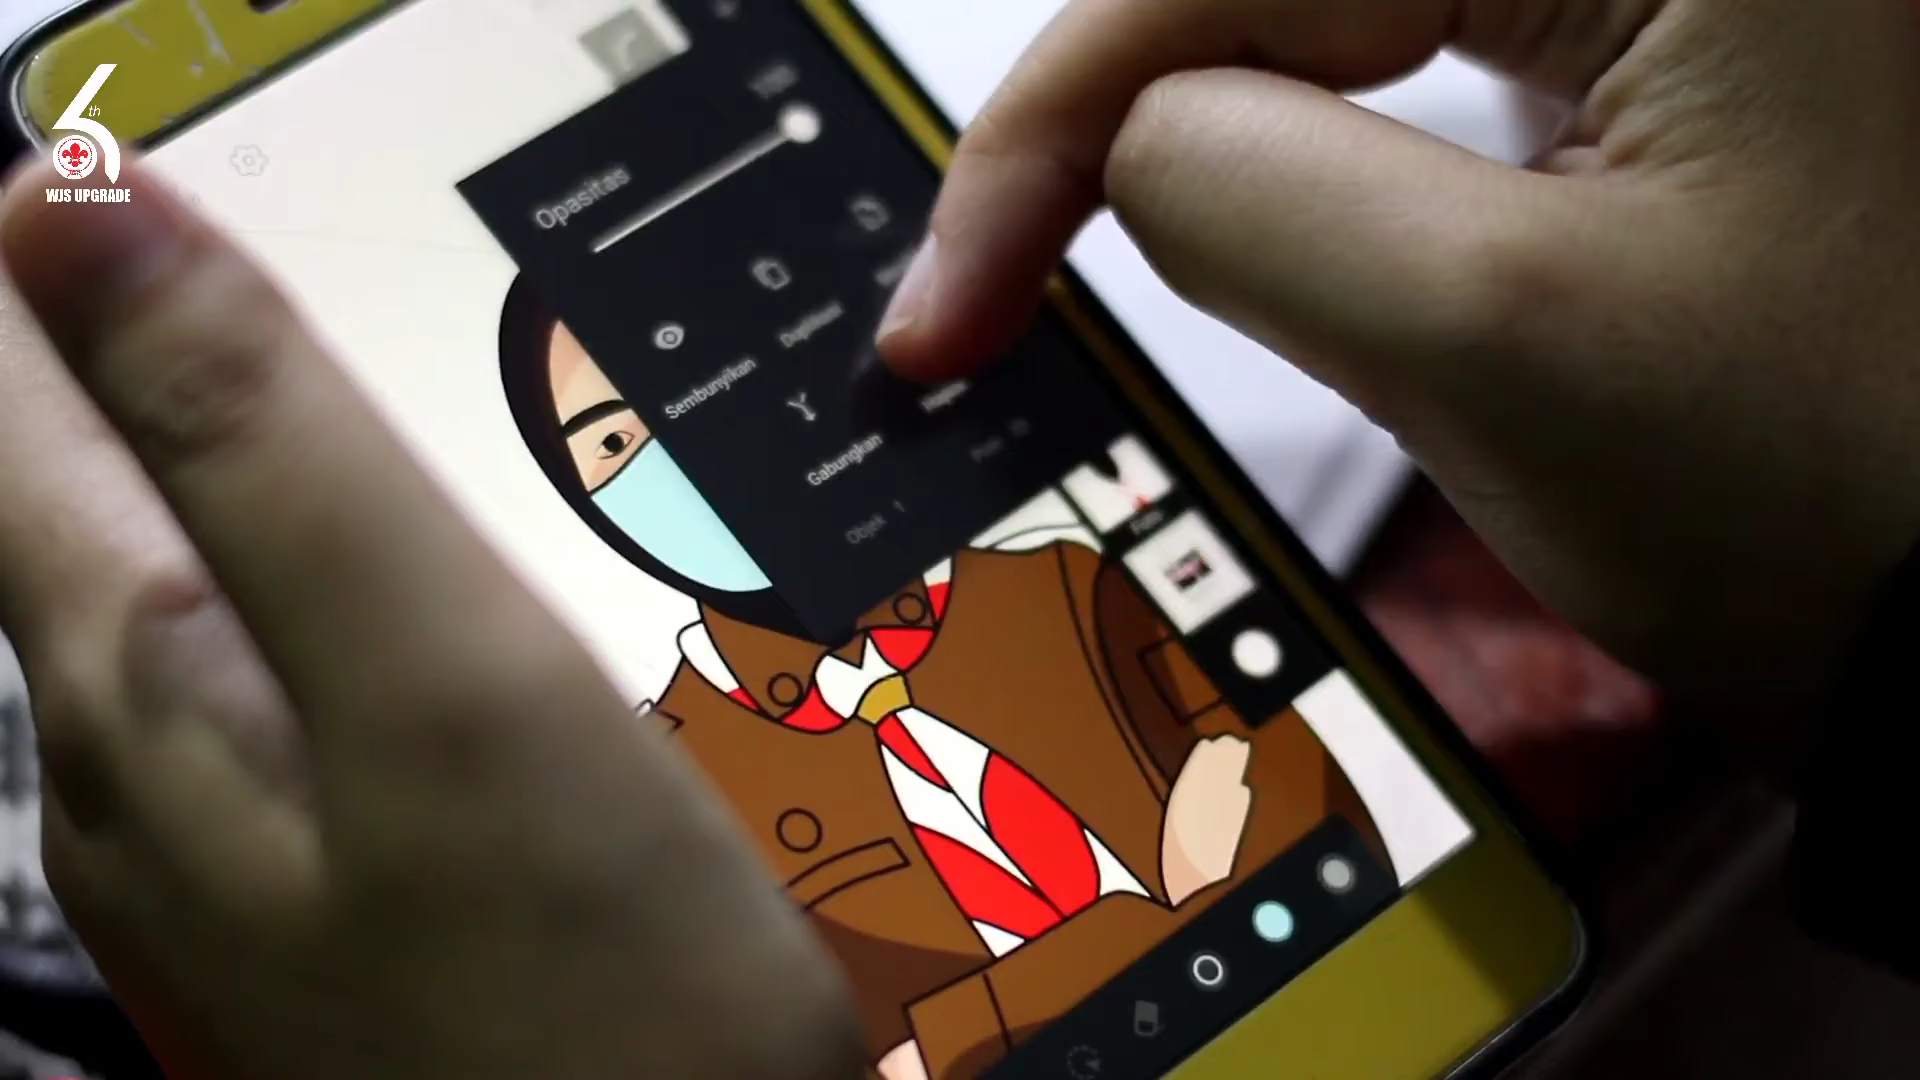 6th
WJS UPGRADE
100
Opasitas
Sembunyikan
Duplikasi
Gabungkan
Hapus
Objek 1